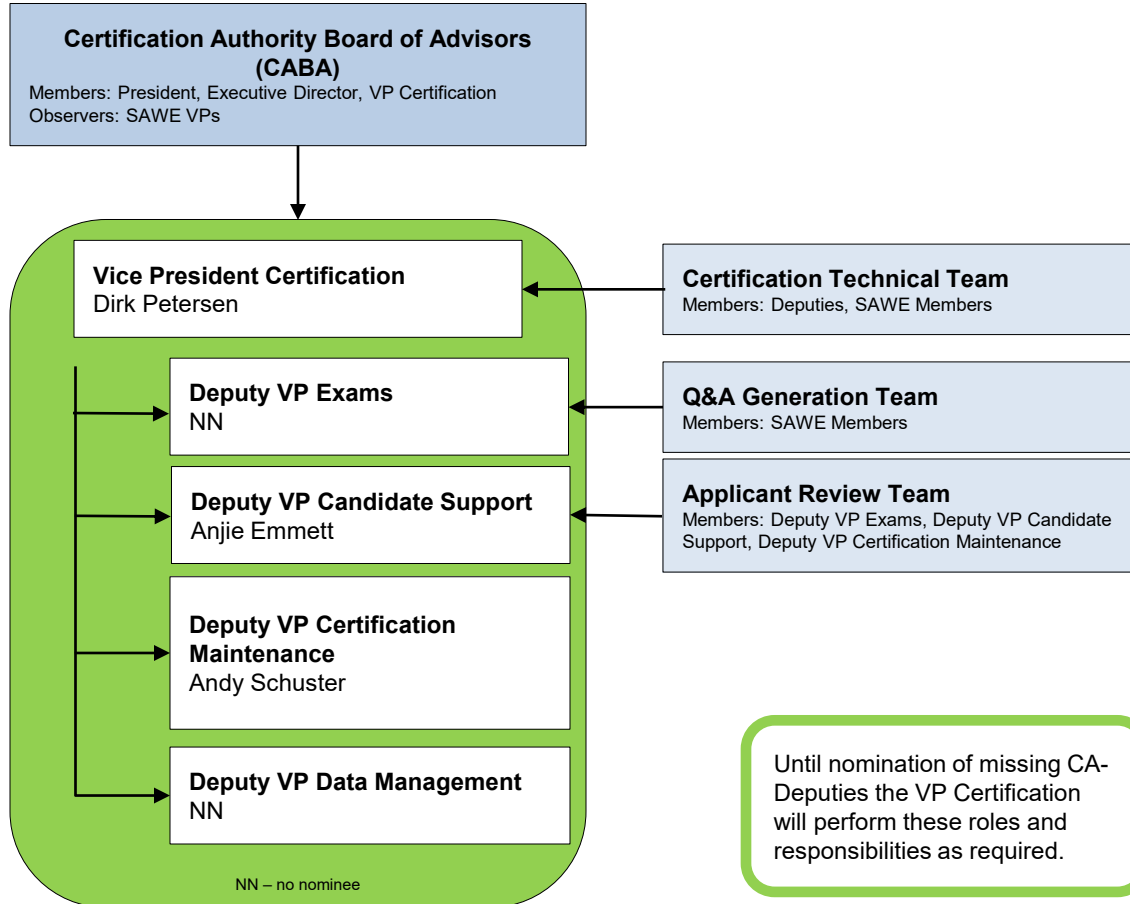 Certification Authority Board of Advisors
(CABA)
Members: President, Executive Director, VP Certification
Observers: SAWE VPs
Vice President Certification
Dirk Petersen
Certification Technical Team
Members: Deputies, SAWE Members
Deputy VP Exams
NN
Q&A Generation Team
Members: SAWE Members
Deputy VP Candidate Support
Anjie Emmett
Applicant Review Team
Members: Deputy VP Exams, Deputy VP Candidate
Support, Deputy VP Certification Maintenance
Deputy VP Certification
Maintenance
Andy Schuster
Deputy VP Data Management
NN
Until nomination of missing CA-
Deputies the VP Certification
will perform these roles and
responsibilities as required.
NN – no nominee